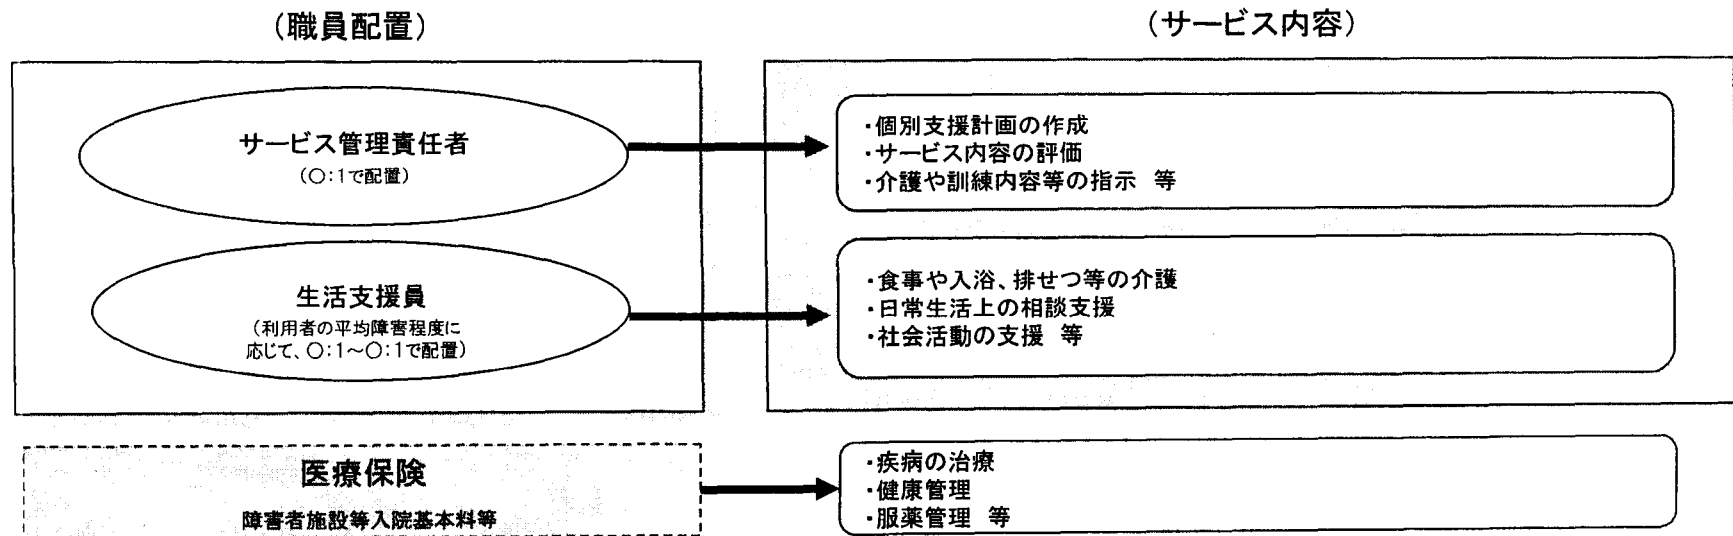 (職員配置)
(サービス内容)
サービス管理責任者
(○:1で配置)
・個別支援計画の作成
・サービス内容の評価
・介護や訓練内容等の指示 等
生活支援員
(利用者の平均障害程度に
応じて、○:1～○:1で配置)
・食事や入浴、排せつ等の介護
・日常生活上の相談支援
・社会活動の支援 等
医療保険
障害者施設等入院基本料等
・疾病の治療
・健康管理
・服薬管理 等